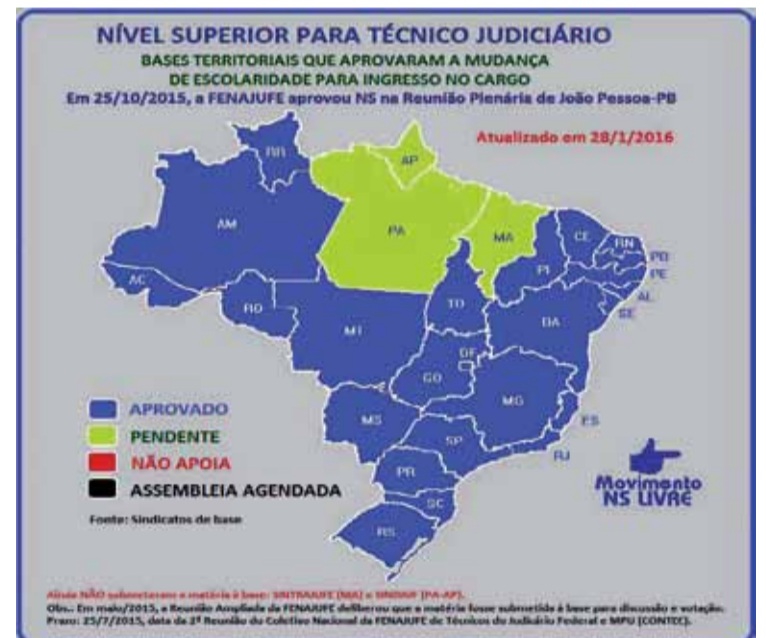 NÍVEL SUPERIOR PARA TÉCNICO JUDICIÁRIO
BASES TERRITORIAIS QUE APROVARAM A MUDANÇA
DE ESCOLARIDADE PARA INGRESSO NO CARGO
Em 25/10/2015, a FENAJUFE aprovou NS na Reunião Plenária de João Pessoa-PB
Atualizado em 28/1/2016
RR
AP
AM
PA
MA
CE
RN
PB
PE
AL
SE
PI
AC
RO
TO
MT
BA
DF
GO
MG
ES
MS
SP
RJ
PR
SC
RS
APROVADO
PENDENTE
NÃO APOIA
ASSEMBLEIA AGENDADA
Fonte: Sindicatos de base
Movimento
NS LIVRE
Ainda NÃO submeteram a matéria à base: SINTRAJUFE (MA) e SINDJUF (PA-AP).
Obs.: Em maio/2015, a Reunião Ampliada da FENAJUFE deliberou que a matéria fosse submetida à base para discussão e votação.
Prazo: 25/7/2015, data da 2ª Reunião do Coletivo Nacional da FENAJUFE de Técnicos do Judiciário Federal e MPU (CONTEC).